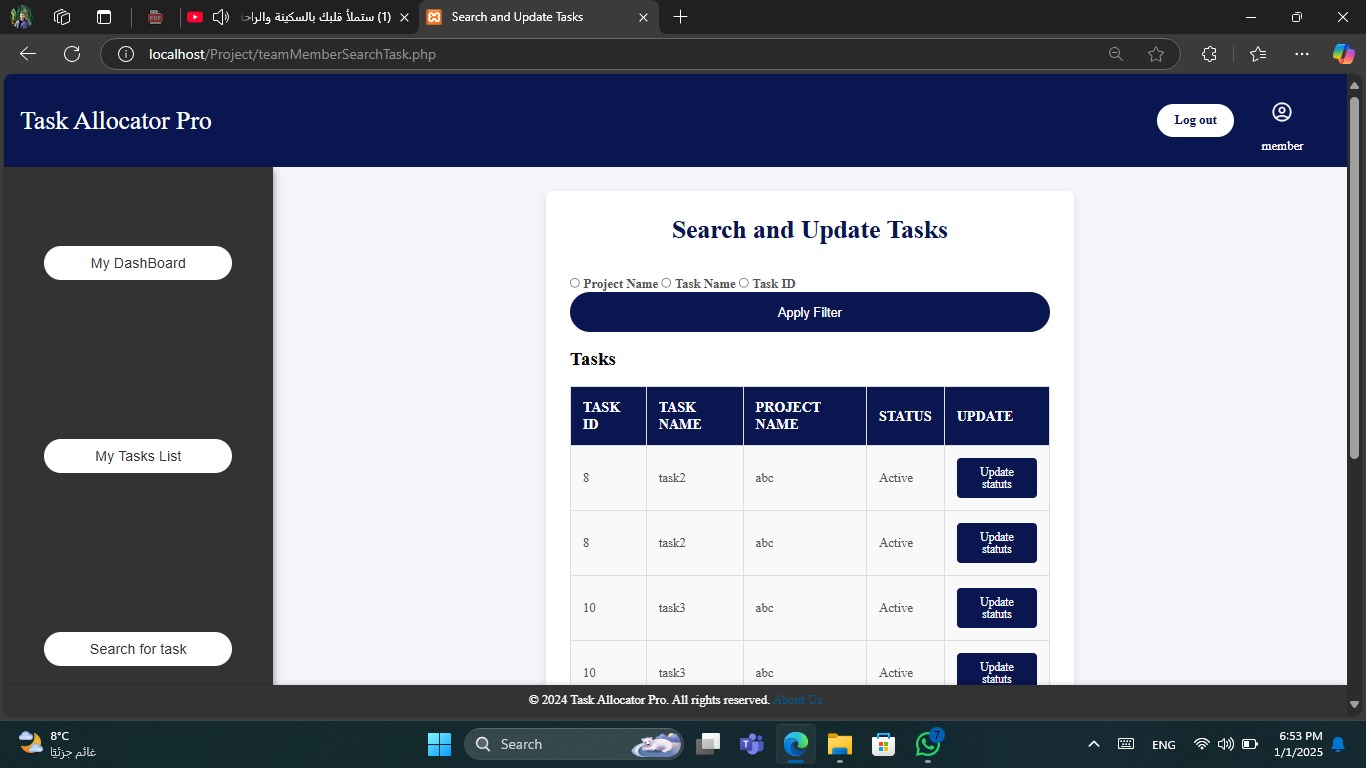 (1) ستملأ قلبك بالسكينة والراحة
Search and Update Tasks
localhost/Project/teamMemberSearchTask.php
Task Allocator Pro
Log out
member
My DashBoard
My Tasks List
Search for task
Search and Update Tasks
Project Name Task Name Task ID
Apply Filter
Tasks
TASK ID TASK NAME PROJECT NAME STATUS UPDATE
8 task2 abc Active Update statuts
8 task2 abc Active Update statuts
10 task3 abc Active Update statuts
10 task3 abc Active Update statuts
© 2024 Task Allocator Pro. All rights reserved. About Us
8°C
غائم جزئيًا
Search
7
ENG
6:53 PM
1/1/2025